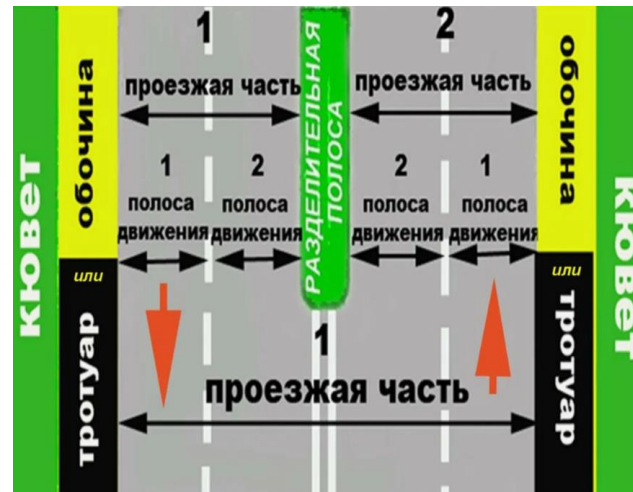 1
2
проезжая часть
проезжая часть
обочина
обочина
РАЗДЕЛИТЕЛЬНАЯ
ПОЛОСА
1
полоса
движения
2
полоса
движения
2
полоса
движения
1
полоса
движения
кювет
кювет
или
или
тротуар
тротуар
1
проезжая часть